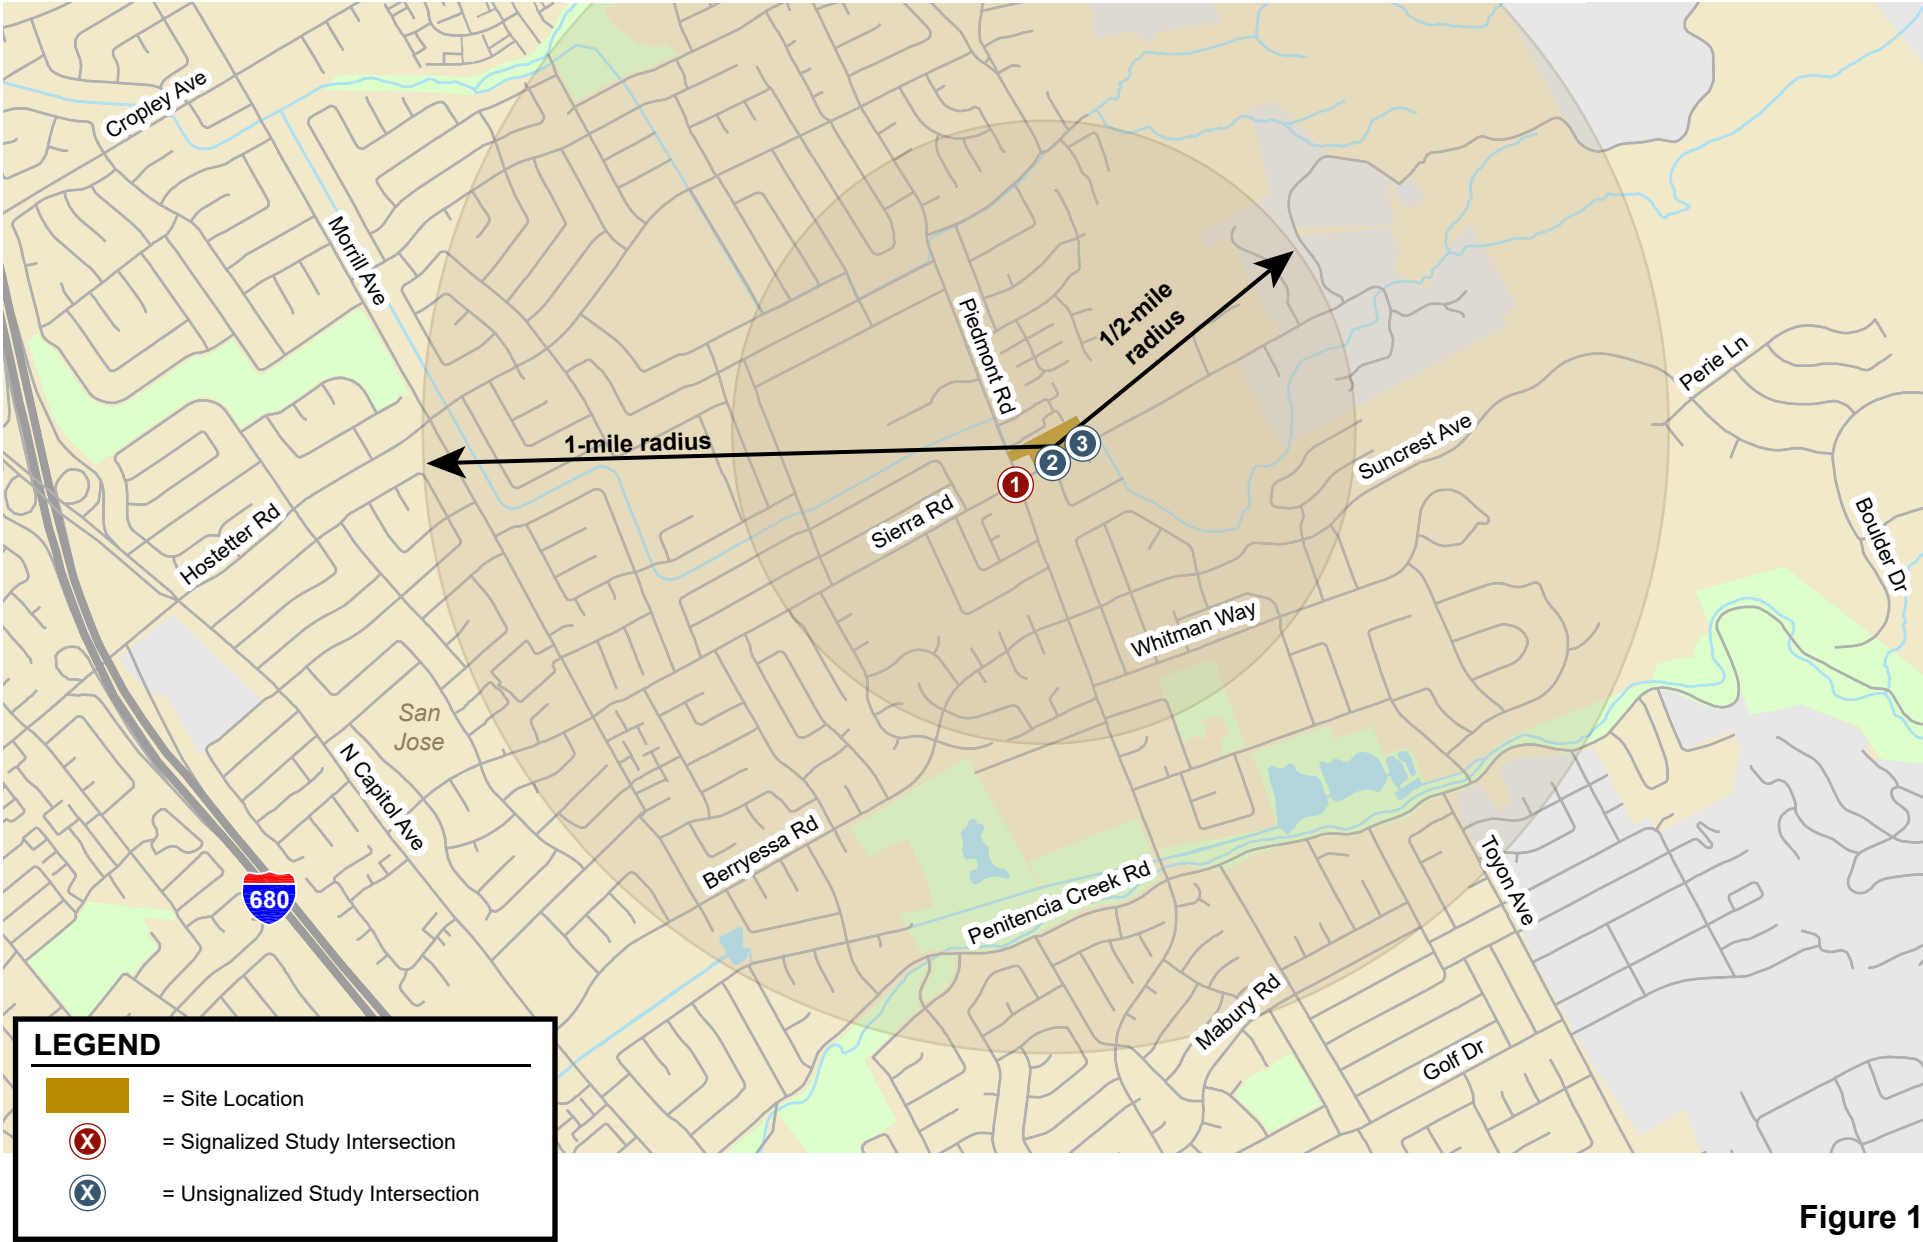 Cropley Ave
Morrill Ave
Piedmont Rd
1/2-mile
radius
Perie Ln
1-mile radius
3
2
1
Suncrest Ave
Sierra Rd
Hostetter Rd
Boulder Dr
Whitman Way
San
Jose
N Capitol Ave
Berryessa Rd
Toyon Ave
680
Penitencia Creek Rd
Mabury Rd
Golf Dr
LEGEND
= Site Location
X = Signalized Study Intersection
X = Unsignalized Study Intersection
Figure 1